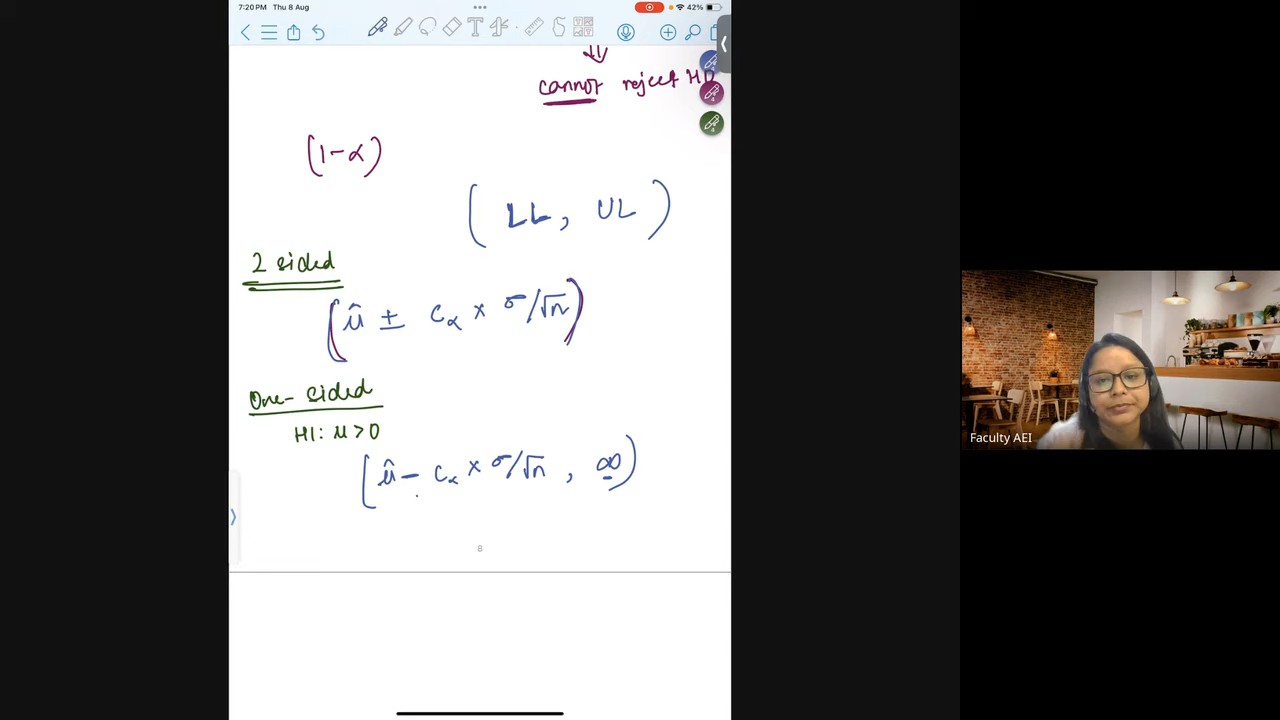 7:20 PM Thu 8 Aug
42%
cannot reject H0
(1-α)
(LL, UL)
2 sided
(μ̂ ± cα × σ/√n)
One-sided
H1: μ > 0
[μ̂ - cα × σ/√n, ∞)
8
Faculty AEI